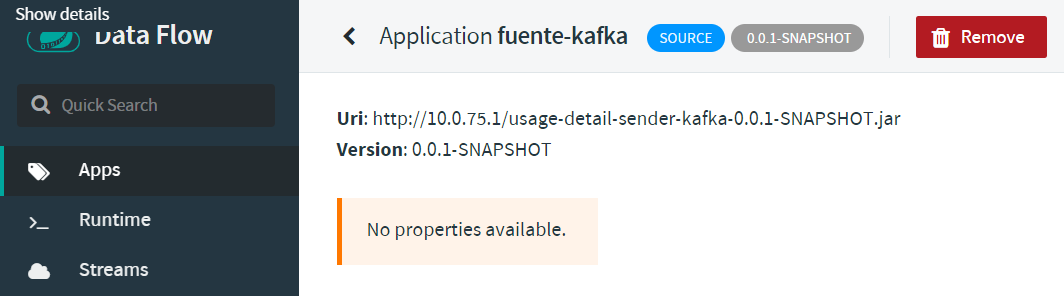 Show details
Data Flow
Quick Search
Apps
Runtime
Streams
Application fuente-kafka SOURCE 0.0.1-SNAPSHOT Remove
Uri: http://10.0.75.1/usage-detail-sender-kafka-0.0.1-SNAPSHOT.jar
Version: 0.0.1-SNAPSHOT
No properties available.